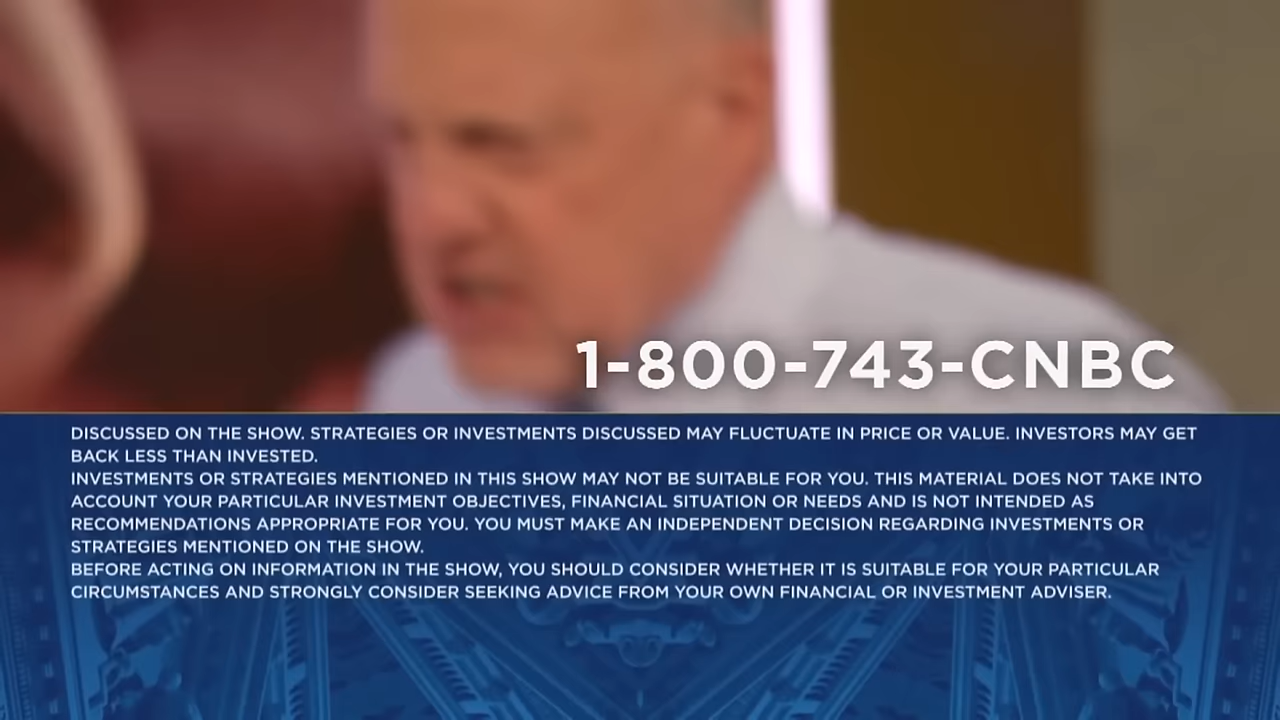 1-800-743-CNBC
DISCUSSED ON THE SHOW. STRATEGIES OR INVESTMENTS DISCUSSED MAY FLUCTUATE IN PRICE OR VALUE. INVESTORS MAY GET
BACK LESS THAN INVESTED.
INVESTMENTS OR STRATEGIES MENTIONED IN THIS SHOW MAY NOT BE SUITABLE FOR YOU. THIS MATERIAL DOES NOT TAKE INTO
ACCOUNT YOUR PARTICULAR INVESTMENT OBJECTIVES, FINANCIAL SITUATION OR NEEDS AND IS NOT INTENDED AS
RECOMMENDATIONS APPROPRIATE FOR YOU. YOU MUST MAKE AN INDEPENDENT DECISION REGARDING INVESTMENTS OR
STRATEGIES MENTIONED ON THE SHOW.
BEFORE ACTING ON INFORMATION IN THE SHOW, YOU SHOULD CONSIDER WHETHER IT IS SUITABLE FOR YOUR PARTICULAR
CIRCUMSTANCES AND STRONGLY CONSIDER SEEKING ADVICE FROM YOUR OWN FINANCIAL OR INVESTMENT ADVISER.